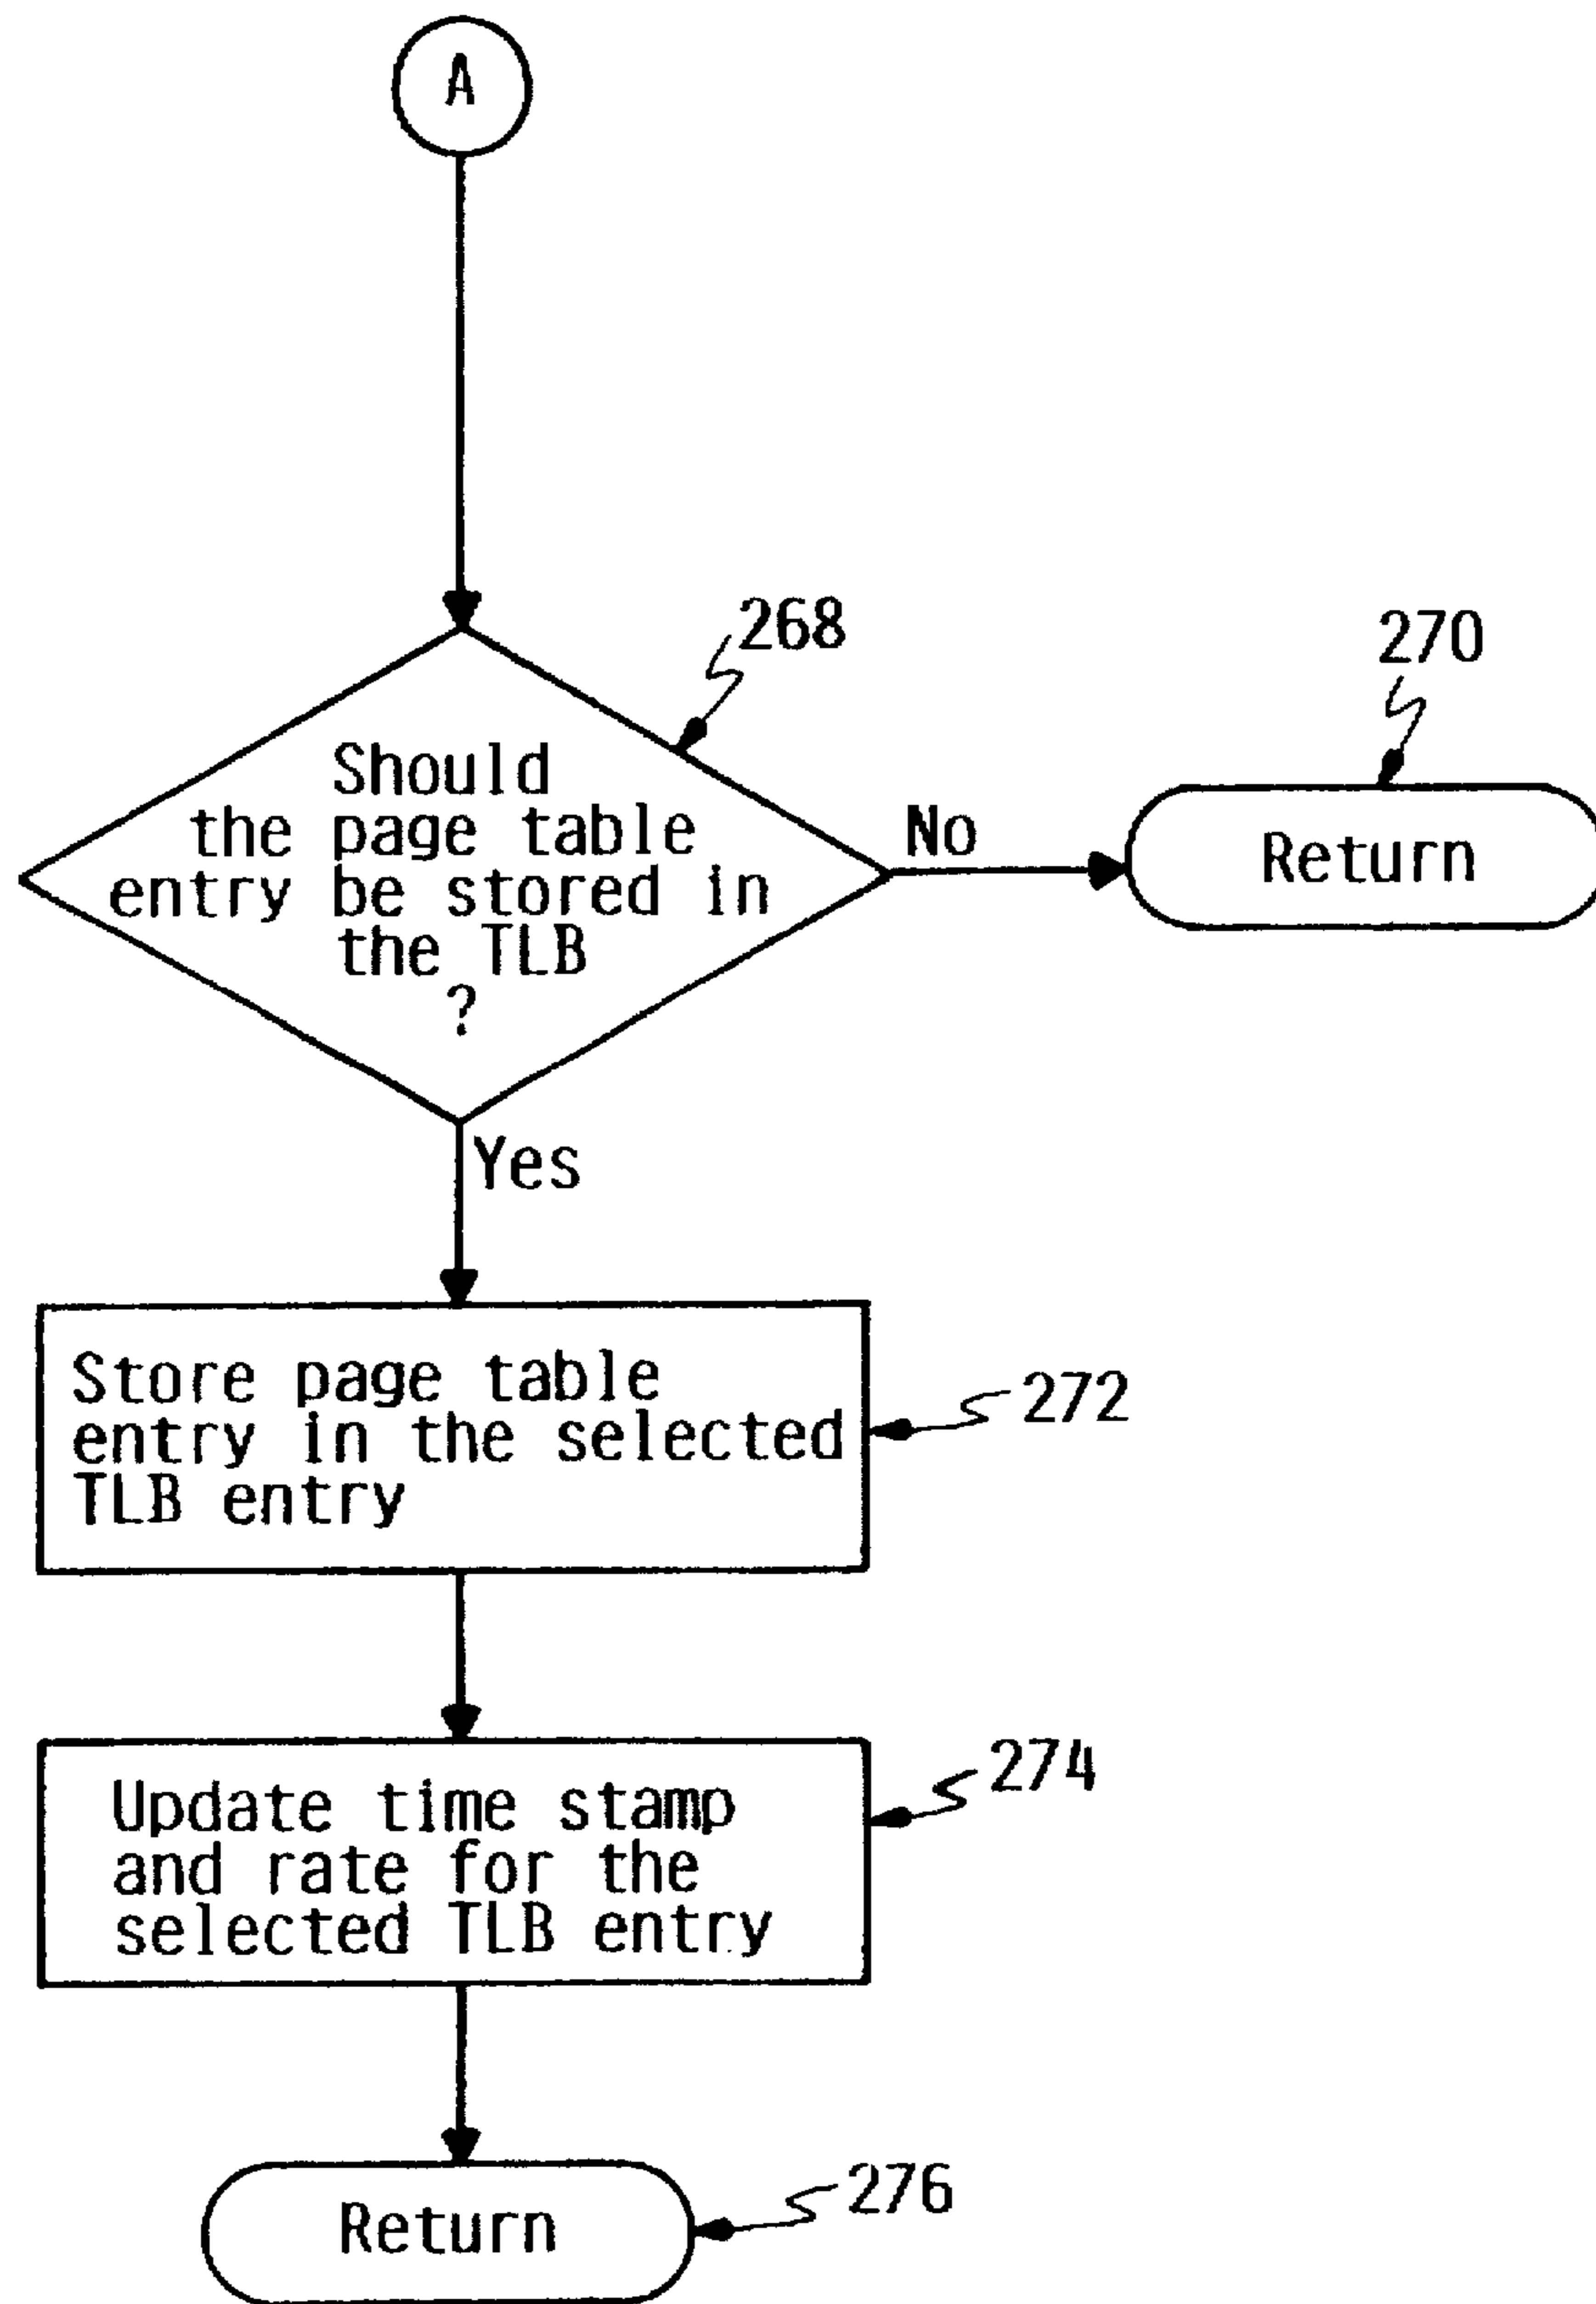 A
268
270
Should
the page table
entry be stored in
the TLB
?
No
Return
Yes
Store page table
entry in the selected
TLB entry
272
Update time stamp
and rate for the
selected TLB entry
274
Return
276